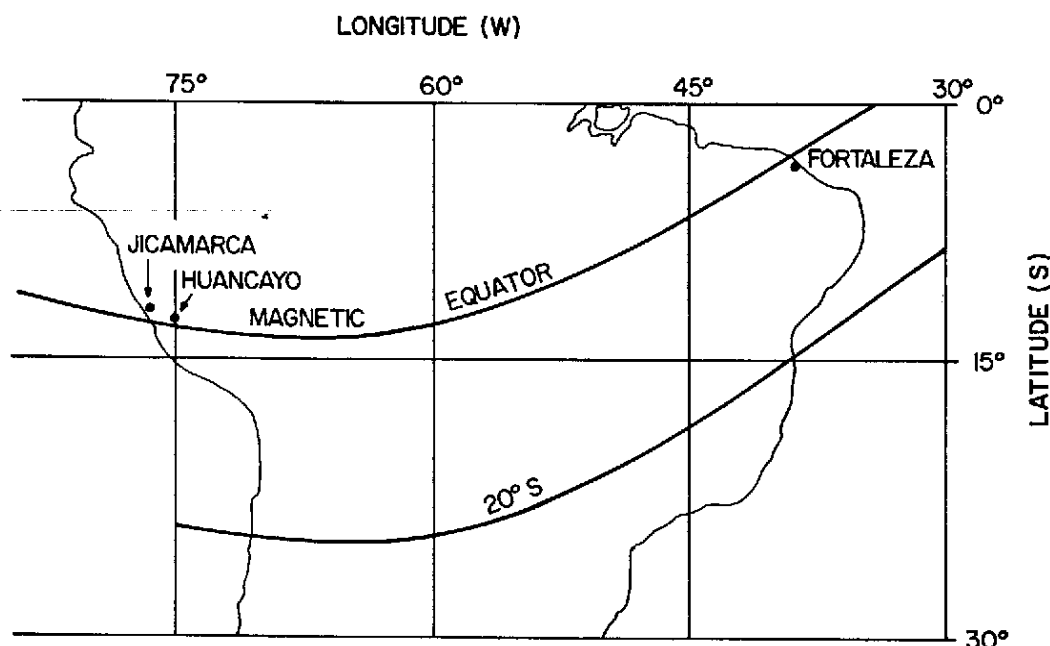 LONGITUDE (W)
75° 60° 45° 30°
0°
FORTALEZA
JICAMARCA
HUANCAYO
EQUATOR
MAGNETIC
15°
LATITUDE (S)
20° S
30°